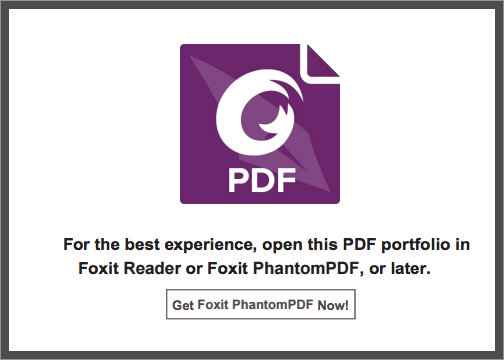 PDF
For the best experience, open this PDF portfolio in
Foxit Reader or Foxit PhantomPDF, or later.
Get Foxit PhantomPDF Now!